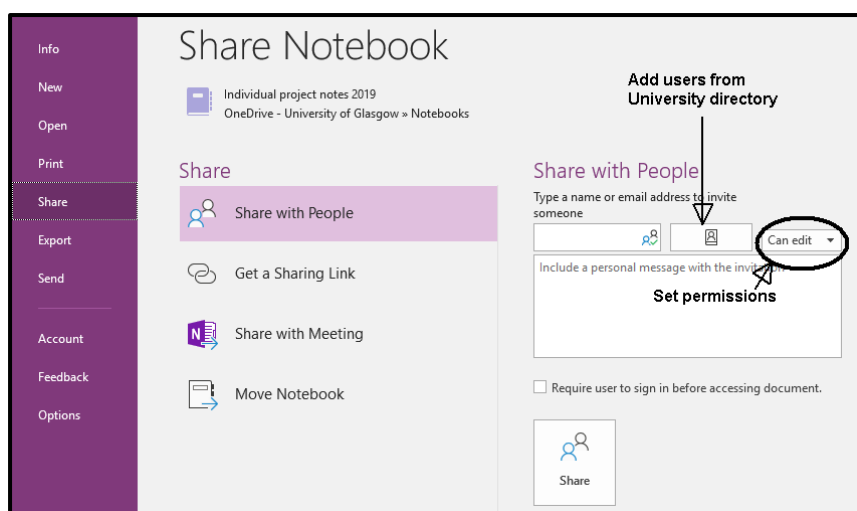 Info
New
Open
Print
Share
Export
Send
Account
Feedback
Options
Share Notebook
Individual project notes 2019
OneDrive - University of Glasgow » Notebooks
Share
Share with People
Get a Sharing Link
N
Share with Meeting
Move Notebook
Add users from
University directory
Share with People
Type a name or email address to invite
someone
Can edit
Include a personal message with the invitation
Set permissions
Require user to sign in before accessing document.
Share